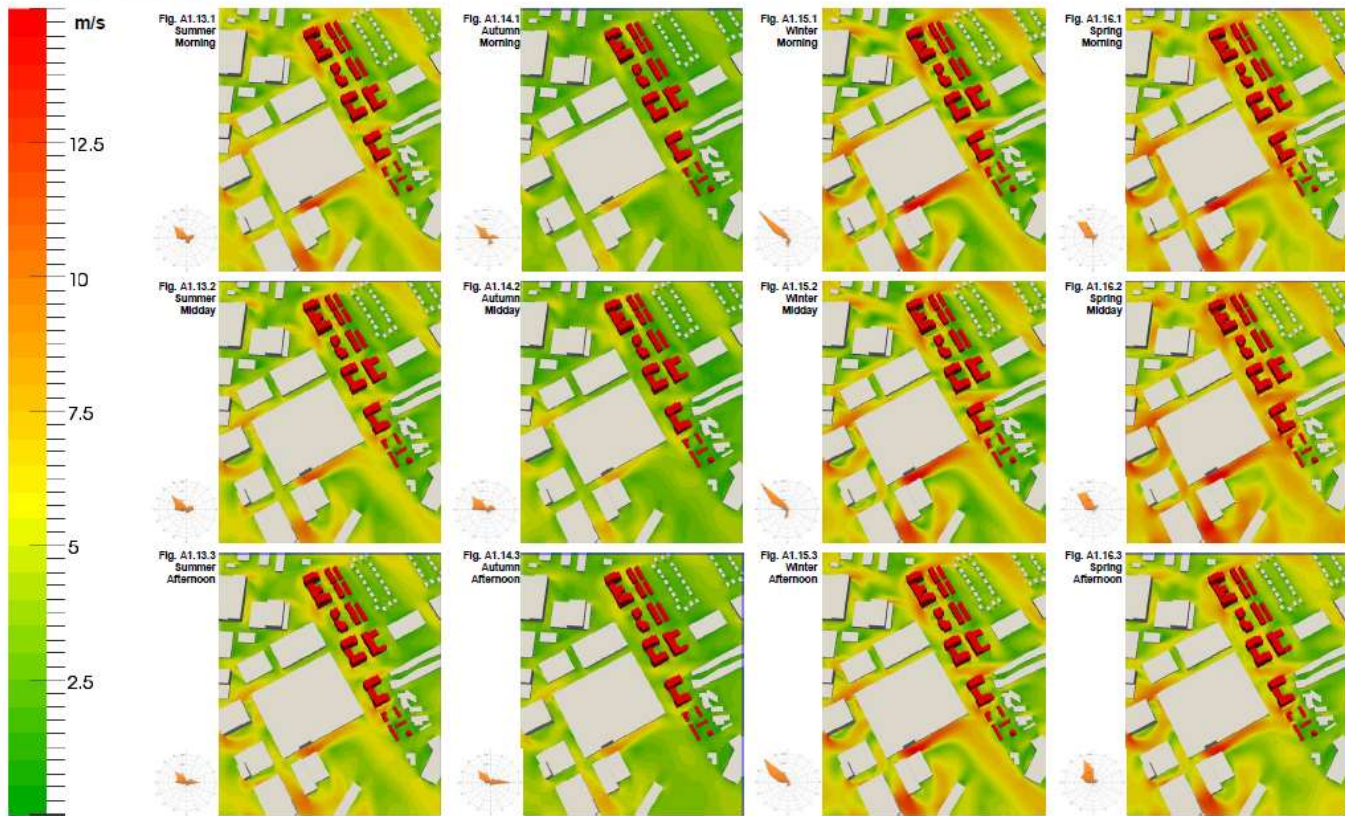 m/s
12.5
10
7.5
5
2.5
Fig. A1.13.1
Summer
Morning
Fig. A1.14.1
Autumn
Morning
Fig. A1.15.1
Winter
Morning
Fig. A1.16.1
Spring
Morning
Fig. A1.13.2
Summer
Midday
Fig. A1.14.2
Autumn
Midday
Fig. A1.15.2
Winter
Midday
Fig. A1.16.2
Spring
Midday
Fig. A1.13.3
Summer
Afternoon
Fig. A1.14.3
Autumn
Afternoon
Fig. A1.15.3
Winter
Afternoon
Fig. A1.16.3
Spring
Afternoon